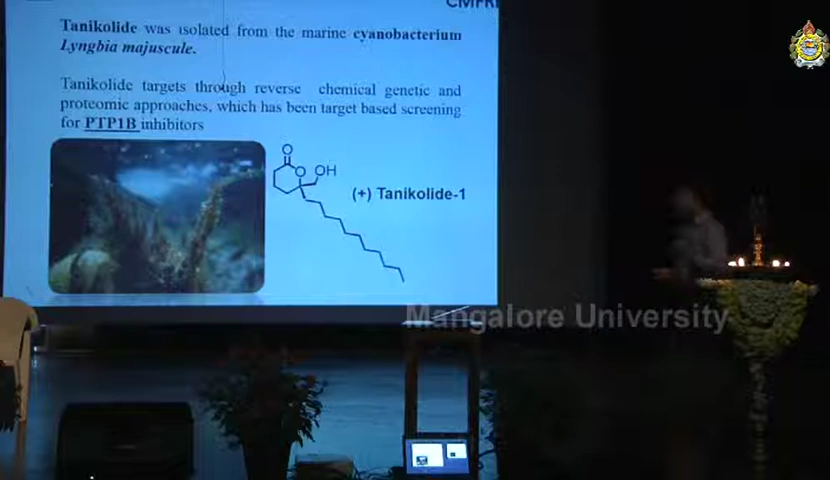 CMFRI
Tanikolide was isolated from the marine cyanobacterium
Lyngbia majuscule.
Tanikolide targets through reverse chemical genetic and
proteomic approaches, which has been target based screening
for PTP1B inhibitors
O
O
OH
(+) Tanikolide-1
Mangalore University